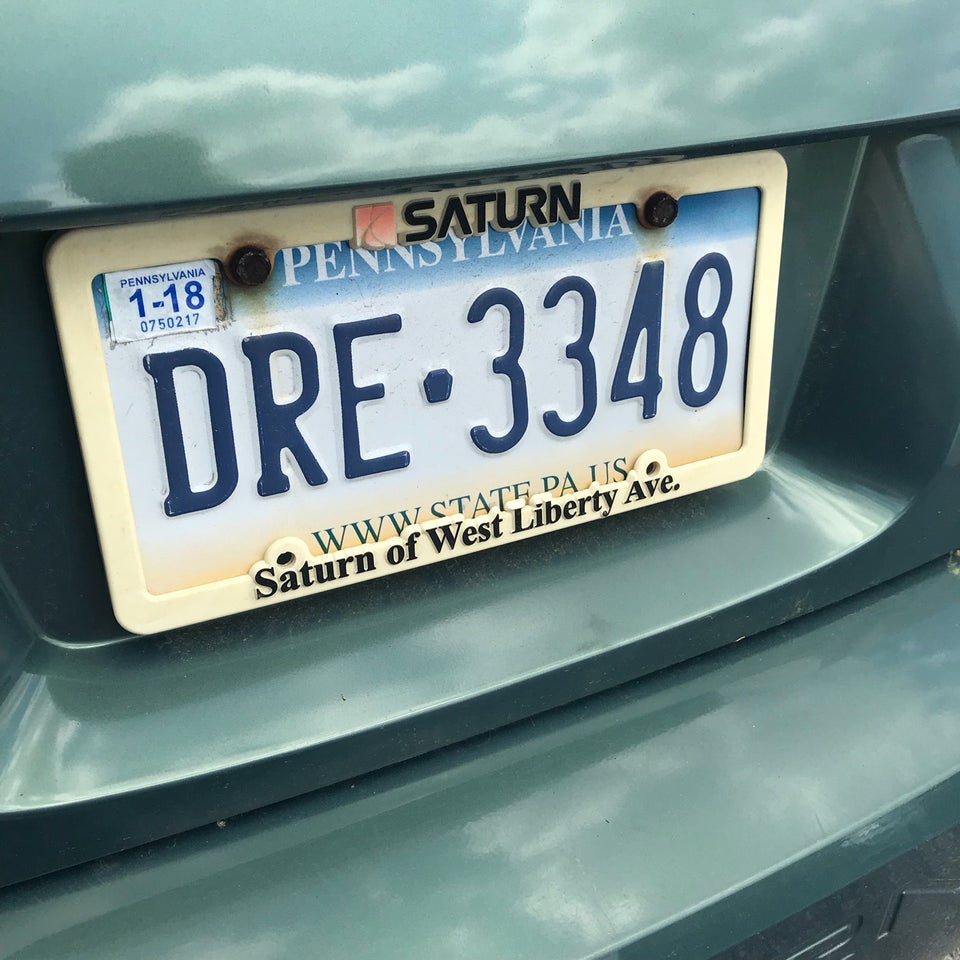 SATURN
PENNSYLVANIA
PENNSYLVANIA
1-18
0750217
DRE·3348
WWW.STATE.PA.US
Saturn of West Liberty Ave.